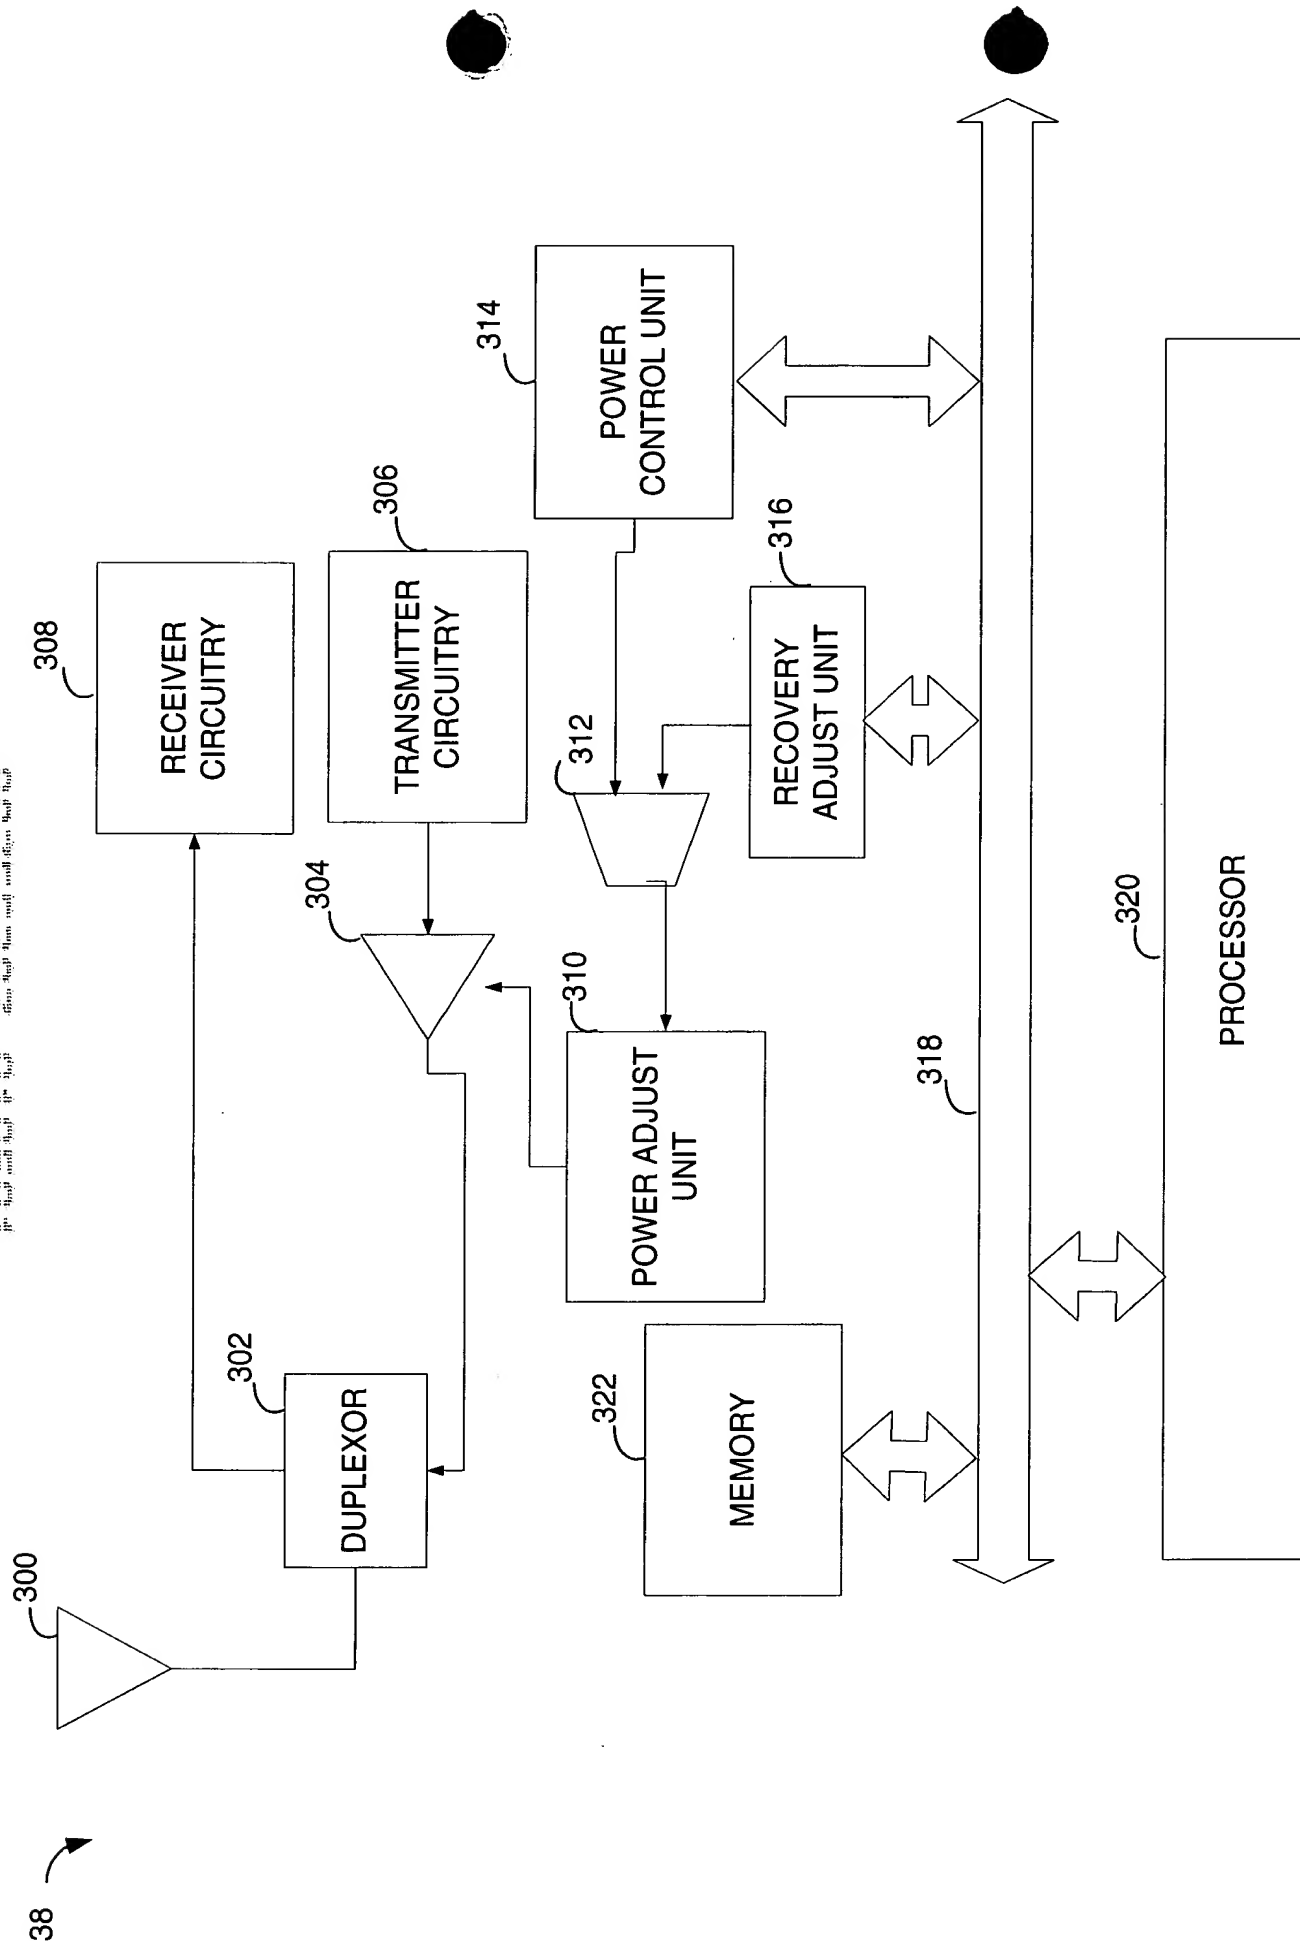 38
300
302
DUPLEXOR
308
RECEIVER
CIRCUITRY
304
306
TRANSMITTER
CIRCUITRY
310
POWER ADJUST
UNIT
312
314
POWER
CONTROL UNIT
322
MEMORY
316
RECOVERY
ADJUST UNIT
318
320
PROCESSOR